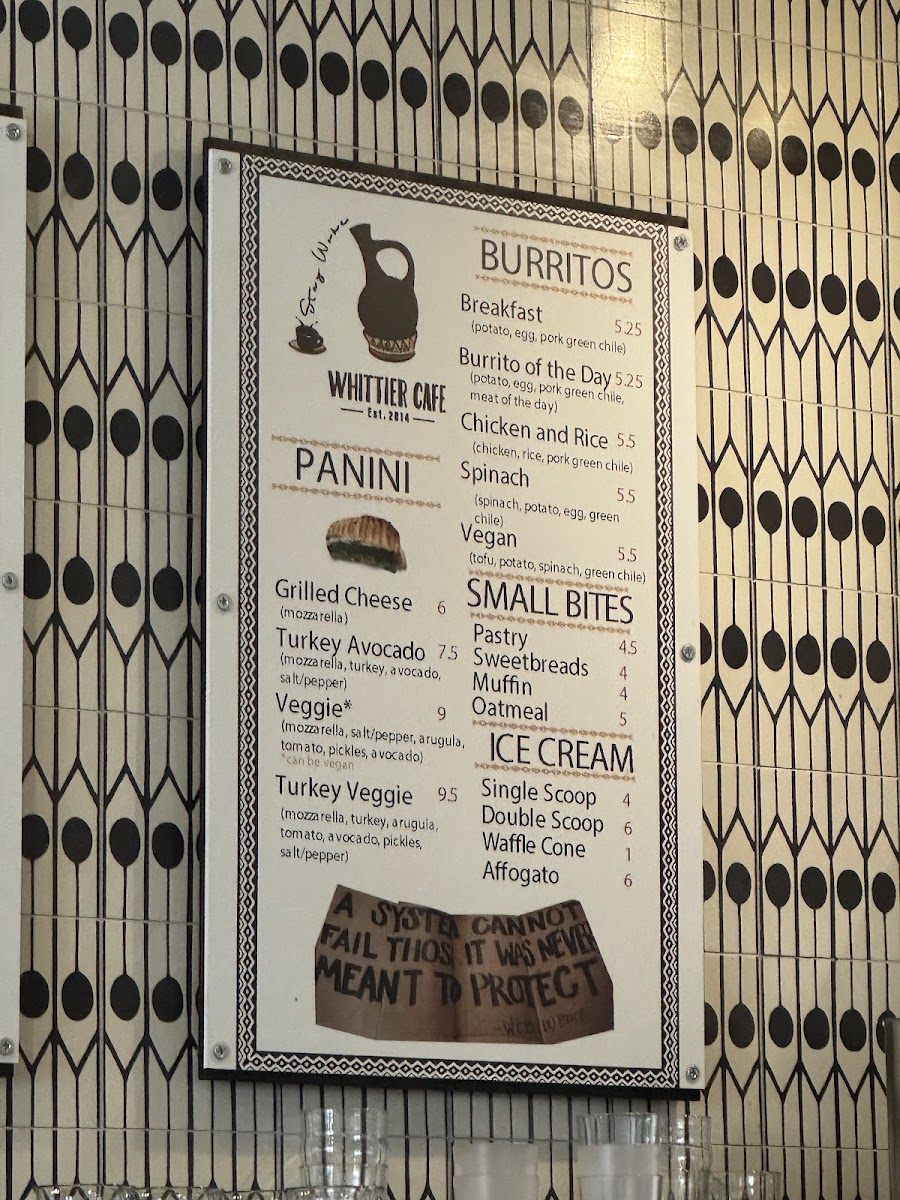 Stay Woke
WHITTIER CAFE
Est. 2014
PANINI
Grilled Cheese 6
(mozzarella)
Turkey Avocado 7.5
(mozzarella, turkey, avocado,
salt/pepper)
Veggie* 9
(mozzarella, salt/pepper, arugula,
tomato, pickles, avocado)
*can be vegan
Turkey Veggie 9.5
(mozzarella, turkey, arugula,
tomato, avocado, pickles,
salt/pepper)
BURRITOS
Breakfast 5.25
(potato, egg, pork green chile)
Burrito of the Day 5.25
(potato, egg, pork green chile,
meat of the day)
Chicken and Rice 5.5
(chicken, rice, pork green chile)
Spinach 5.5
(spinach, potato, egg, green
chile)
Vegan 5.5
(tofu, potato, spinach, green chile)
SMALL BITES
Pastry 4.5
Sweetbreads 4
Muffin 4
Oatmeal 5
ICE CREAM
Single Scoop 4
Double Scoop 6
Waffle Cone 1
Affogato 6
A SYSTEM CANNOT
FAIL THOSE IT WAS NEVER
MEANT TO PROTECT
-WEB DU BOIS